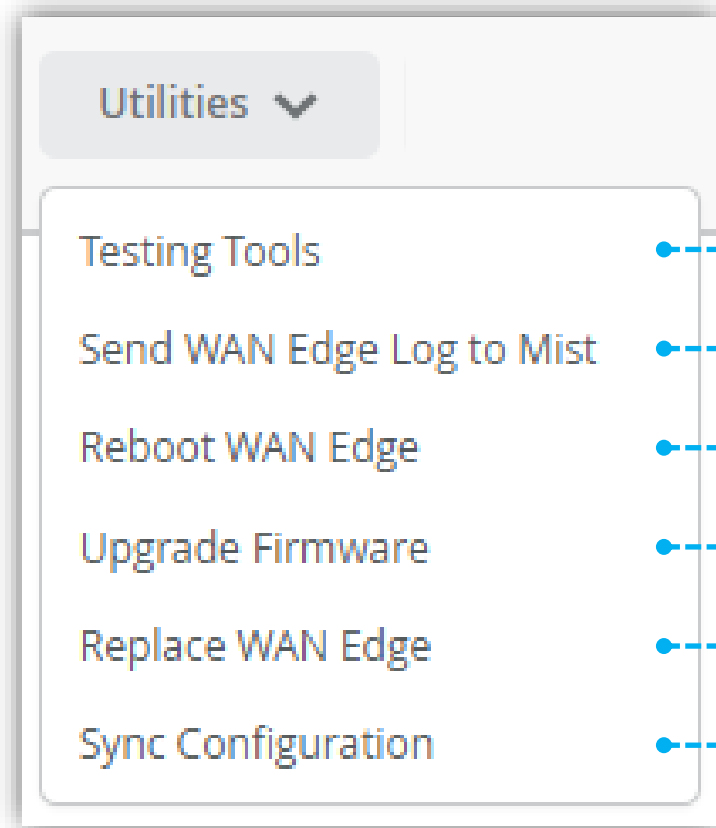 Utilities
Testing Tools
Send WAN Edge Log to Mist
Reboot WAN Edge
Upgrade Firmware
Replace WAN Edge
Sync Configuration